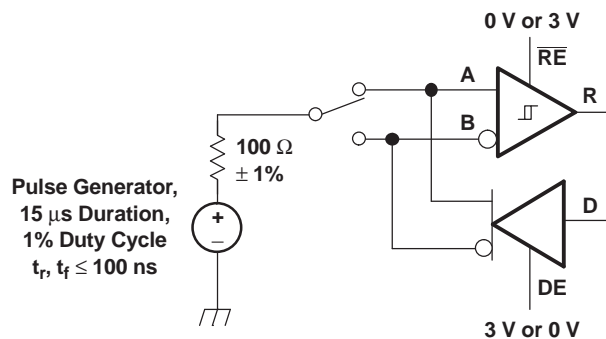 0 V or 3 V
RE
A
R
B
100 Ω
± 1%
Pulse Generator,
15 μs Duration,
1% Duty Cycle
tr, tf ≤ 100 ns
+
–
D
DE
3 V or 0 V